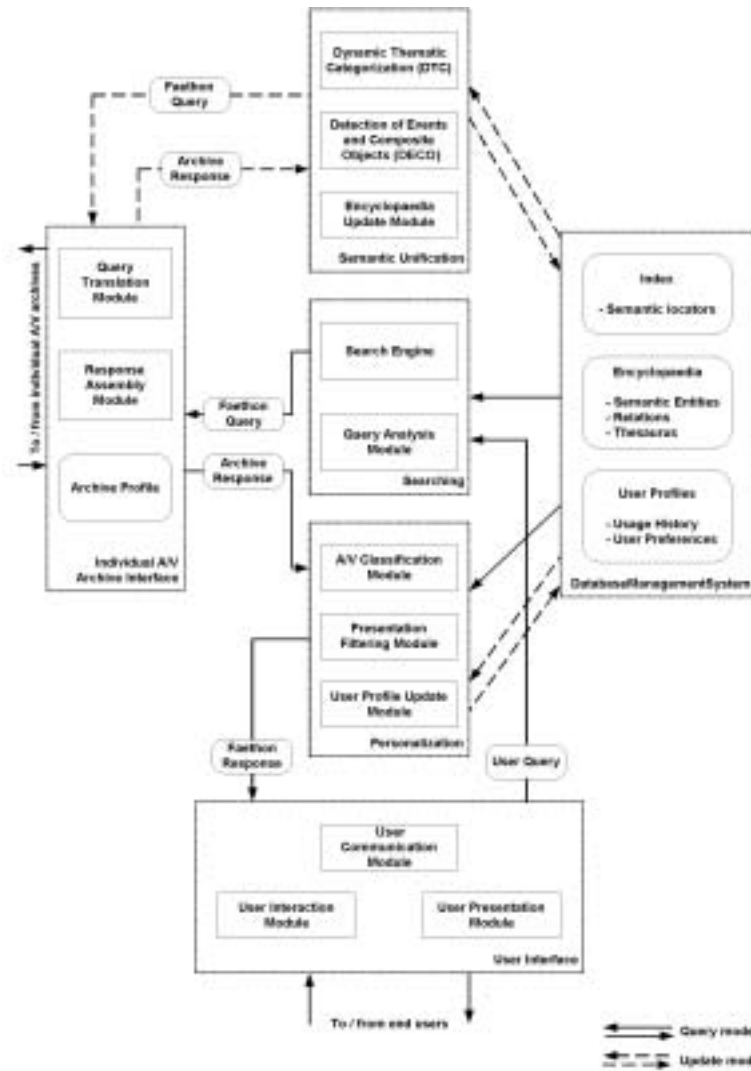 Dynamic Thematic
Categorization (DTC)
Faethon
Query
Detection of Events
and Composite
Objects (DECO)
Archive
Response
Encyclopaedia
Update Module
Semantic Unification
To / from individual A/V archives
Query
Translation
Module
Response
Assembly
Module
Archive Profile
Individual A/V
Archive Interface
Search Engine
Faethon
Query
Query Analysis
Module
Searching
Archive
Response
Index
- Semantic locators
Encyclopaedia
- Semantic Entities
- Relations
- Thesaurus
User Profiles
- Usage History
- User Preferences
DatabaseManagementSystem
A/V Classification
Module
Presentation
Filtering Module
User Profile Update
Module
Personalization
Faethon
Response
User Query
User
Communication
Module
User Interaction
Module
User Presentation
Module
User Interface
To / from end users
Query mod
Update mod